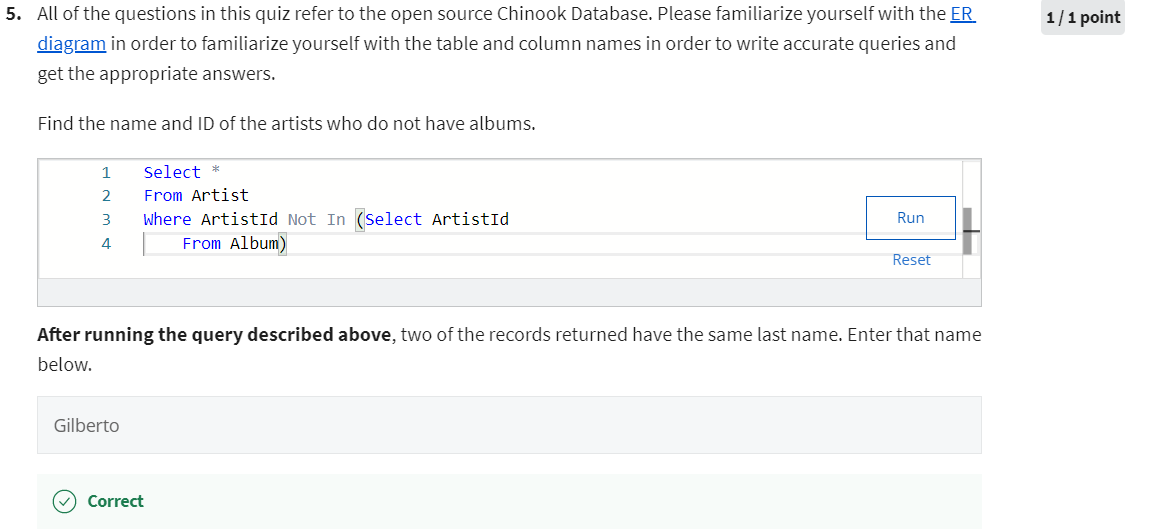 5. All of the questions in this quiz refer to the open source Chinook Database. Please familiarize yourself with the ER
1 / 1 point
diagram in order to familiarize yourself with the table and column names in order to write accurate queries and
get the appropriate answers.
Find the name and ID of the artists who do not have albums.
1 Select *
2 From Artist
3 Where ArtistId Not In (Select ArtistId
4 From Album)
Run
Reset
After running the query described above, two of the records returned have the same last name. Enter that name
below.
Gilberto
Correct